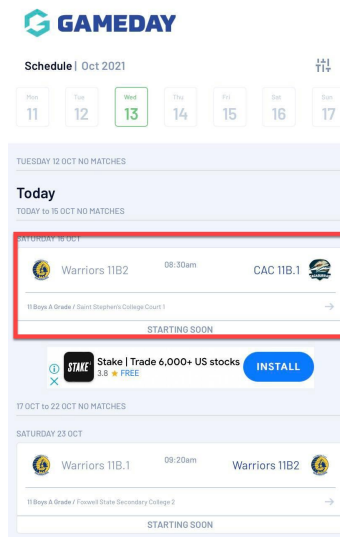 GAMEDAY
Schedule | Oct 2021
Mon Tue Wed Thu Fri Sat Sun
11 12 13 14 15 16 17
TUESDAY 12 OCT NO MATCHES
Today
TODAY to 15 OCT NO MATCHES
SATURDAY 16 OCT
Warriors 11B2 08:30am CAC 11B.1
11 Boys A Grade / Saint Stephen's College Court 1
STARTING SOON
STAKE Stake | Trade 6,000+ US stocks INSTALL
3.8 ★ FREE
17 OCT to 22 OCT NO MATCHES
SATURDAY 23 OCT
Warriors 11B.1 09:20am Warriors 11B2
11 Boys A Grade / Foxwell State Secondary College 2
STARTING SOON